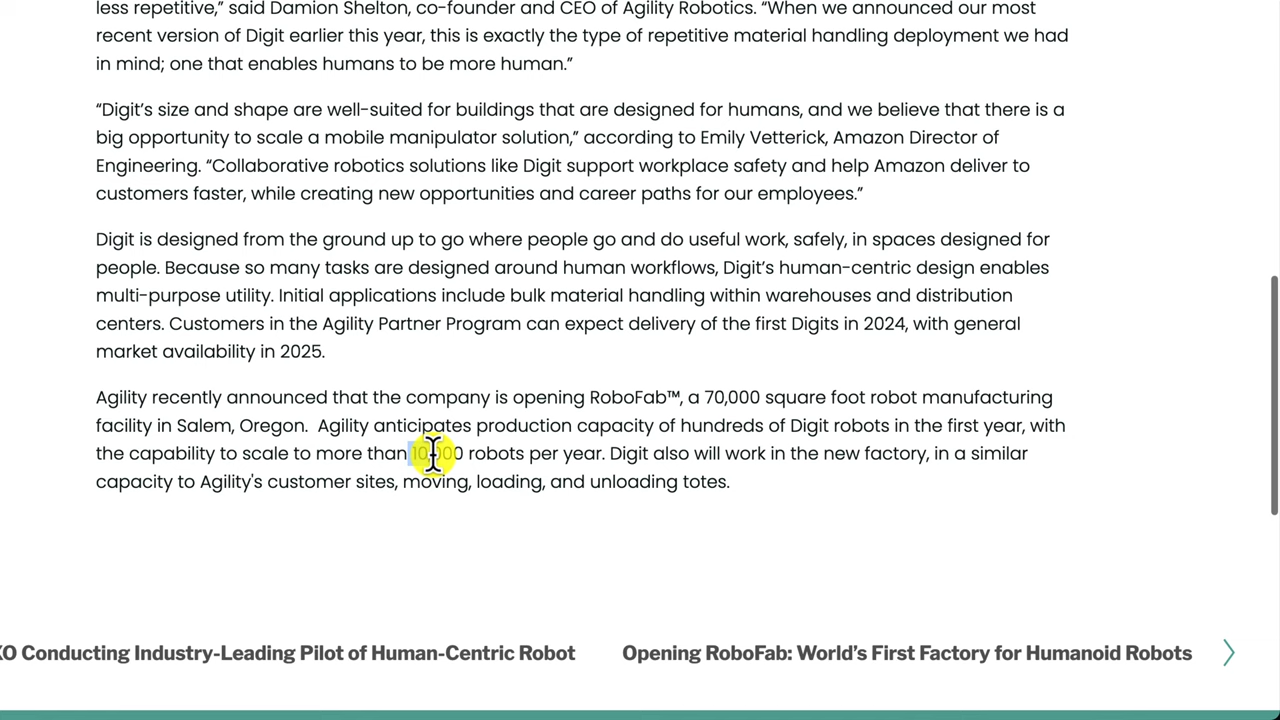 less repetitive,” said Damion Shelton, co-founder and CEO of Agility Robotics. “When we announced our most
recent version of Digit earlier this year, this is exactly the type of repetitive material handling deployment we had
in mind; one that enables humans to be more human.”
“Digit’s size and shape are well-suited for buildings that are designed for humans, and we believe that there is a
big opportunity to scale a mobile manipulator solution,” according to Emily Vetterick, Amazon Director of
Engineering. “Collaborative robotics solutions like Digit support workplace safety and help Amazon deliver to
customers faster, while creating new opportunities and career paths for our employees.”
Digit is designed from the ground up to go where people go and do useful work, safely, in spaces designed for
people. Because so many tasks are designed around human workflows, Digit’s human-centric design enables
multi-purpose utility. Initial applications include bulk material handling within warehouses and distribution
centers. Customers in the Agility Partner Program can expect delivery of the first Digits in 2024, with general
market availability in 2025.
Agility recently announced that the company is opening RoboFab™, a 70,000 square foot robot manufacturing
facility in Salem, Oregon.  Agility anticipates production capacity of hundreds of Digit robots in the first year, with
the capability to scale to more than 10,000 robots per year. Digit also will work in the new factory, in a similar
capacity to Agility's customer sites, moving, loading, and unloading totes.
XO Conducting Industry-Leading Pilot of Human-Centric Robot
Opening RoboFab: World’s First Factory for Humanoid Robots